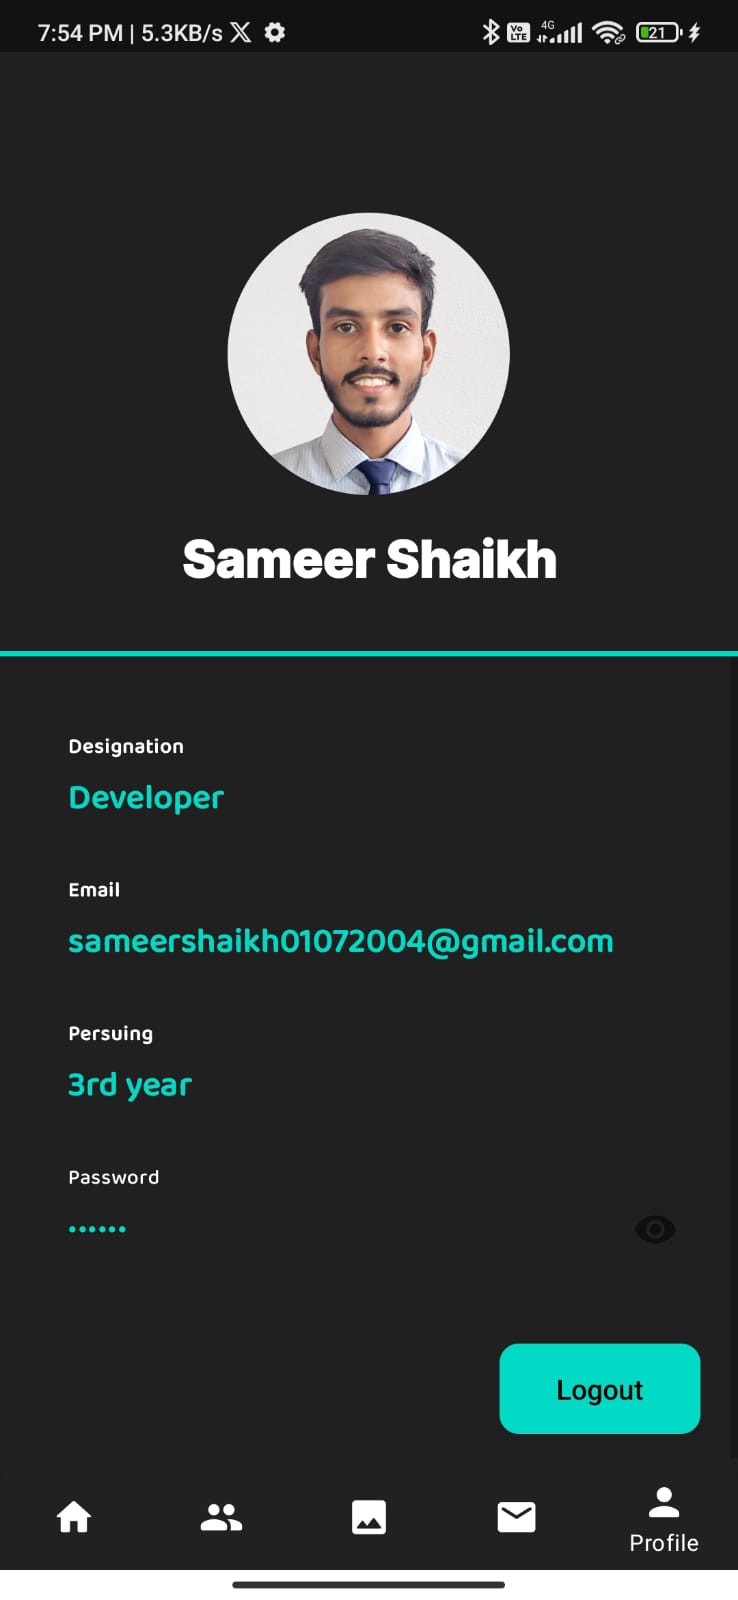 7:54 PM | 5.3KB/s
Vo LTE 4G 21
Sameer Shaikh
Designation
Developer
Email
sameershaikh01072004@gmail.com
Persuing
3rd year
Password
••••••
Logout
Profile